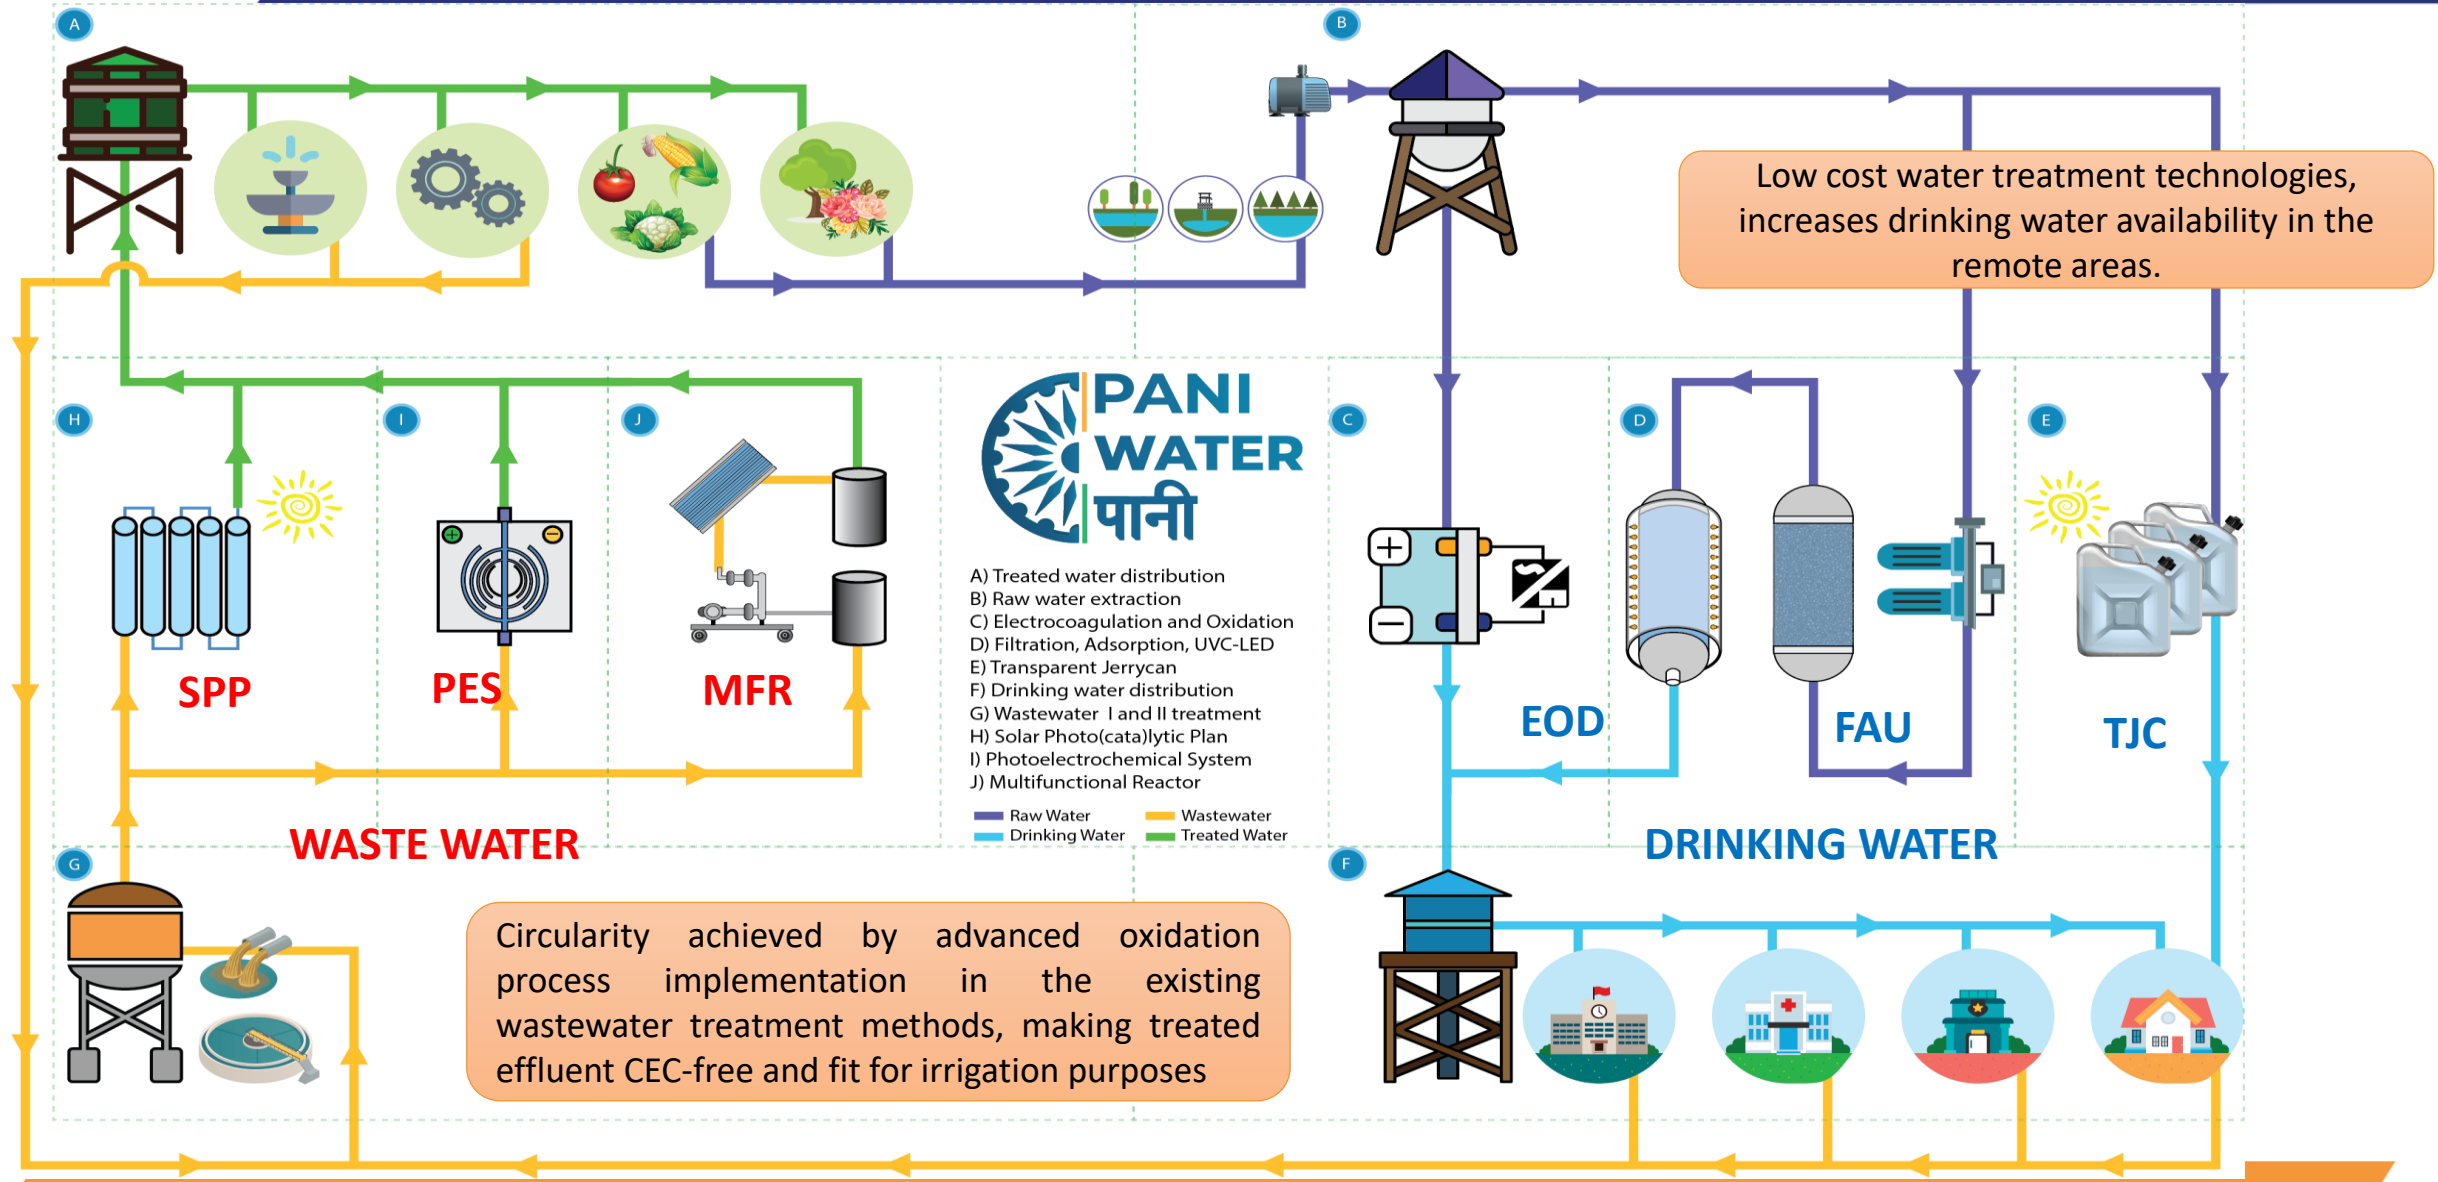 A
B
Low cost water treatment technologies,
increases drinking water availability in the
remote areas.
H
I
J
PANI
WATER
पानी
C
D
E
A) Treated water distribution
B) Raw water extraction
C) Electrocoagulation and Oxidation
D) Filtration, Adsorption, UVC-LED
E) Transparent Jerrycan
F) Drinking water distribution
G) Wastewater I and II treatment
H) Solar Photo(cata)lytic Plan
I) Photoelectrochemical System
J) Multifunctional Reactor
Raw Water
Wastewater
Drinking Water
Treated Water
SPP
PES
MFR
EOD
FAU
TJC
WASTE WATER
DRINKING WATER
G
F
Circularity achieved by advanced oxidation
process implementation in the existing
wastewater treatment methods, making treated
effluent CEC-free and fit for irrigation purposes